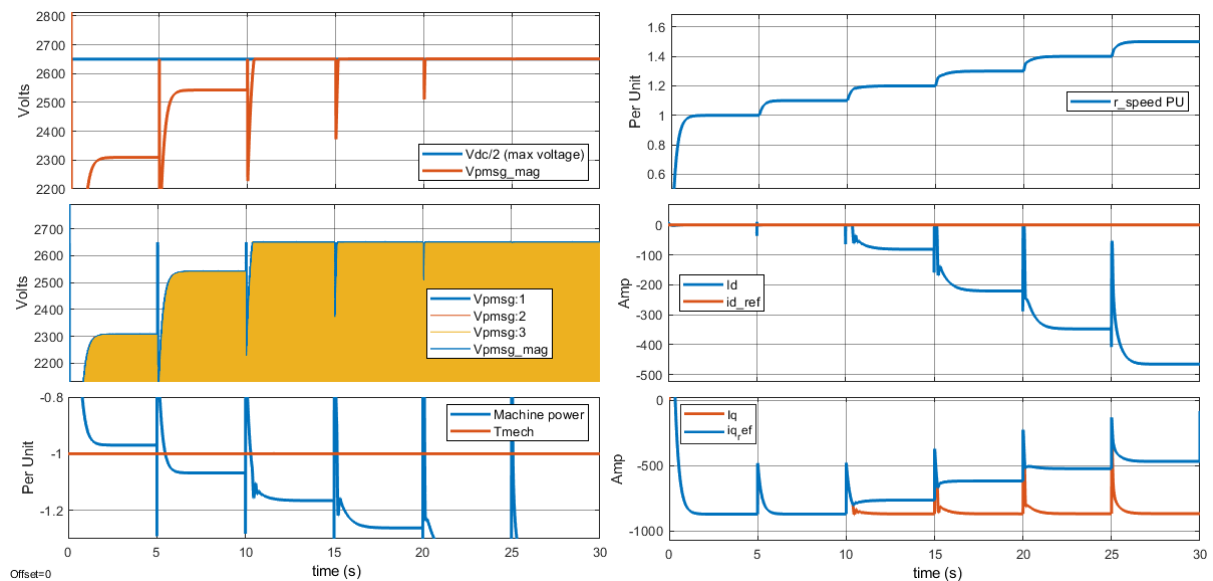 2800
2700
2600
2500
2400
2300
2200
Volts
Vdc/2 (max voltage)
Vpmsg_mag
1.6
1.4
1.2
1
0.8
0.6
Per Unit
r_speed PU
2700
2600
2500
2400
2300
2200
Volts
Vpmsg:1
Vpmsg:2
Vpmsg:3
Vpmsg_mag
0
-100
-200
-300
-400
-500
Amp
Id
id_ref
-0.8
-1
-1.2
Per Unit
Machine power
Tmech
0 5 10 15 20 25 30
time (s)
0
-500
-1000
Amp
Iq
iq_ref
0 5 10 15 20 25 30
time (s)
Offset=0